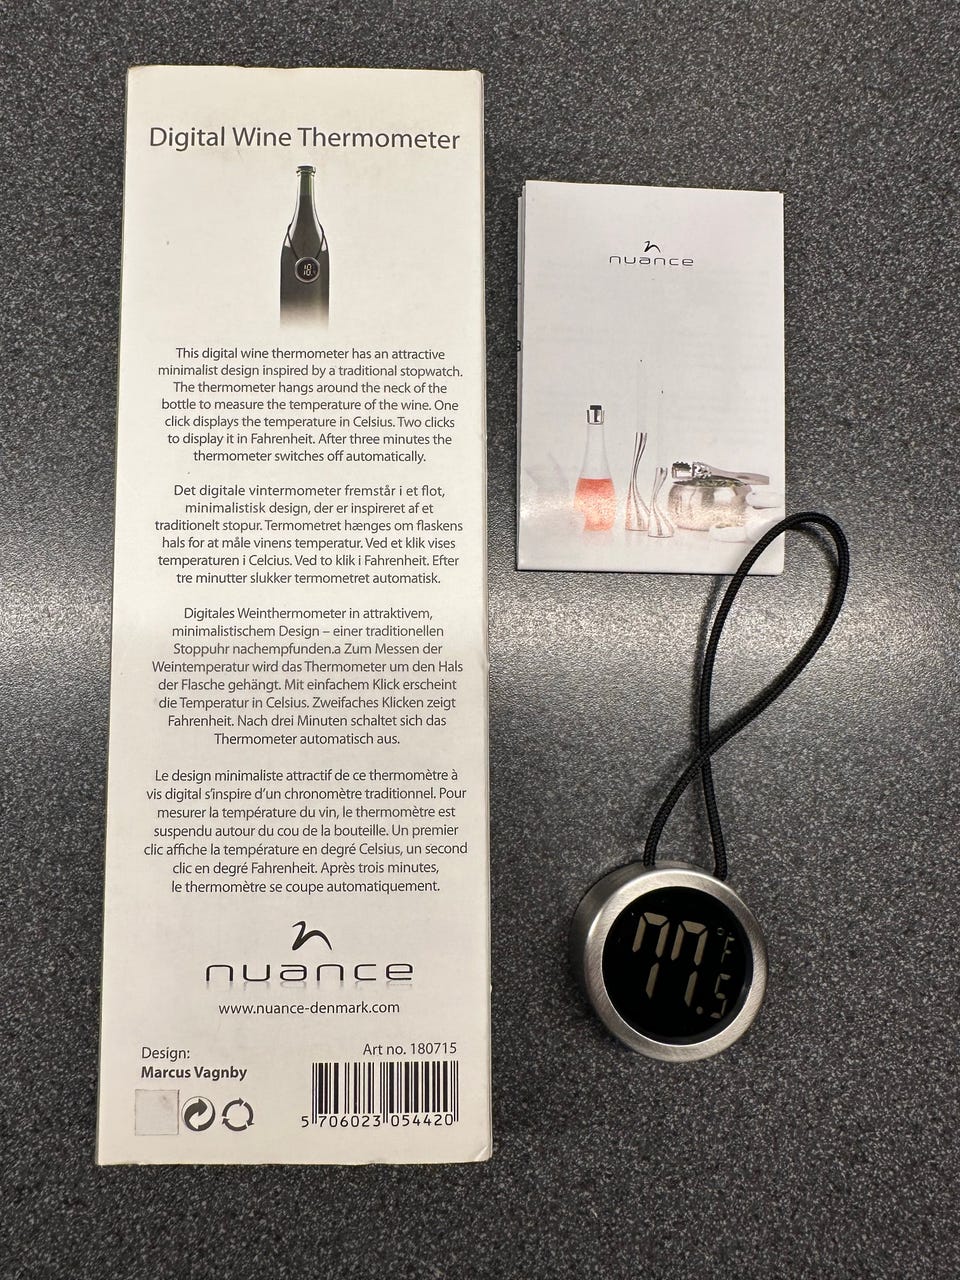 Digital Wine Thermometer
18.
This digital wine thermometer has an attractive
minimalist design inspired by a traditional stopwatch.
The thermometer hangs around the neck of the
bottle to measure the temperature of the wine. One
click displays the temperature in Celsius. Two clicks
to display it in Fahrenheit. After three minutes the
thermometer switches off automatically.
Det digitale vintermometer fremstår i et flot,
minimalistisk design, der er inspireret af et
traditionelt stopur. Termometret hænges om flaskens
hals for at måle vinens temperatur. Ved et klik vises
temperaturen i Celcius. Ved to klik i Fahrenheit. Efter
tre minutter slukker termometret automatisk.
Digitales Weinthermometer in attraktivem,
minimalistischem Design – einer traditionellen
Stoppuhr nachempfunden.a Zum Messen der
Weintemperatur wird das Thermometer um den Hals
der Flasche gehängt. Mit einfachem Klick erscheint
die Temperatur in Celsius. Zweifaches Klicken zeigt
Fahrenheit. Nach drei Minuten schaltet sich das
Thermometer automatisch aus.
Le design minimaliste attractif de ce thermomètre à
vis digital s'inspire d'un chronomètre traditionnel. Pour
mesurer la température du vin, le thermomètre est
suspendu autour du cou de la bouteille. Un premier
clic affiche la température en degré Celsius, un second
clic en degré Fahrenheit. Après trois minutes,
le thermomètre se coupe automatiquement.
nuance
www.nuance-denmark.com
Design:
Marcus Vagnby
Art no. 180715
5 706023 054420
nuance
77.5 °F